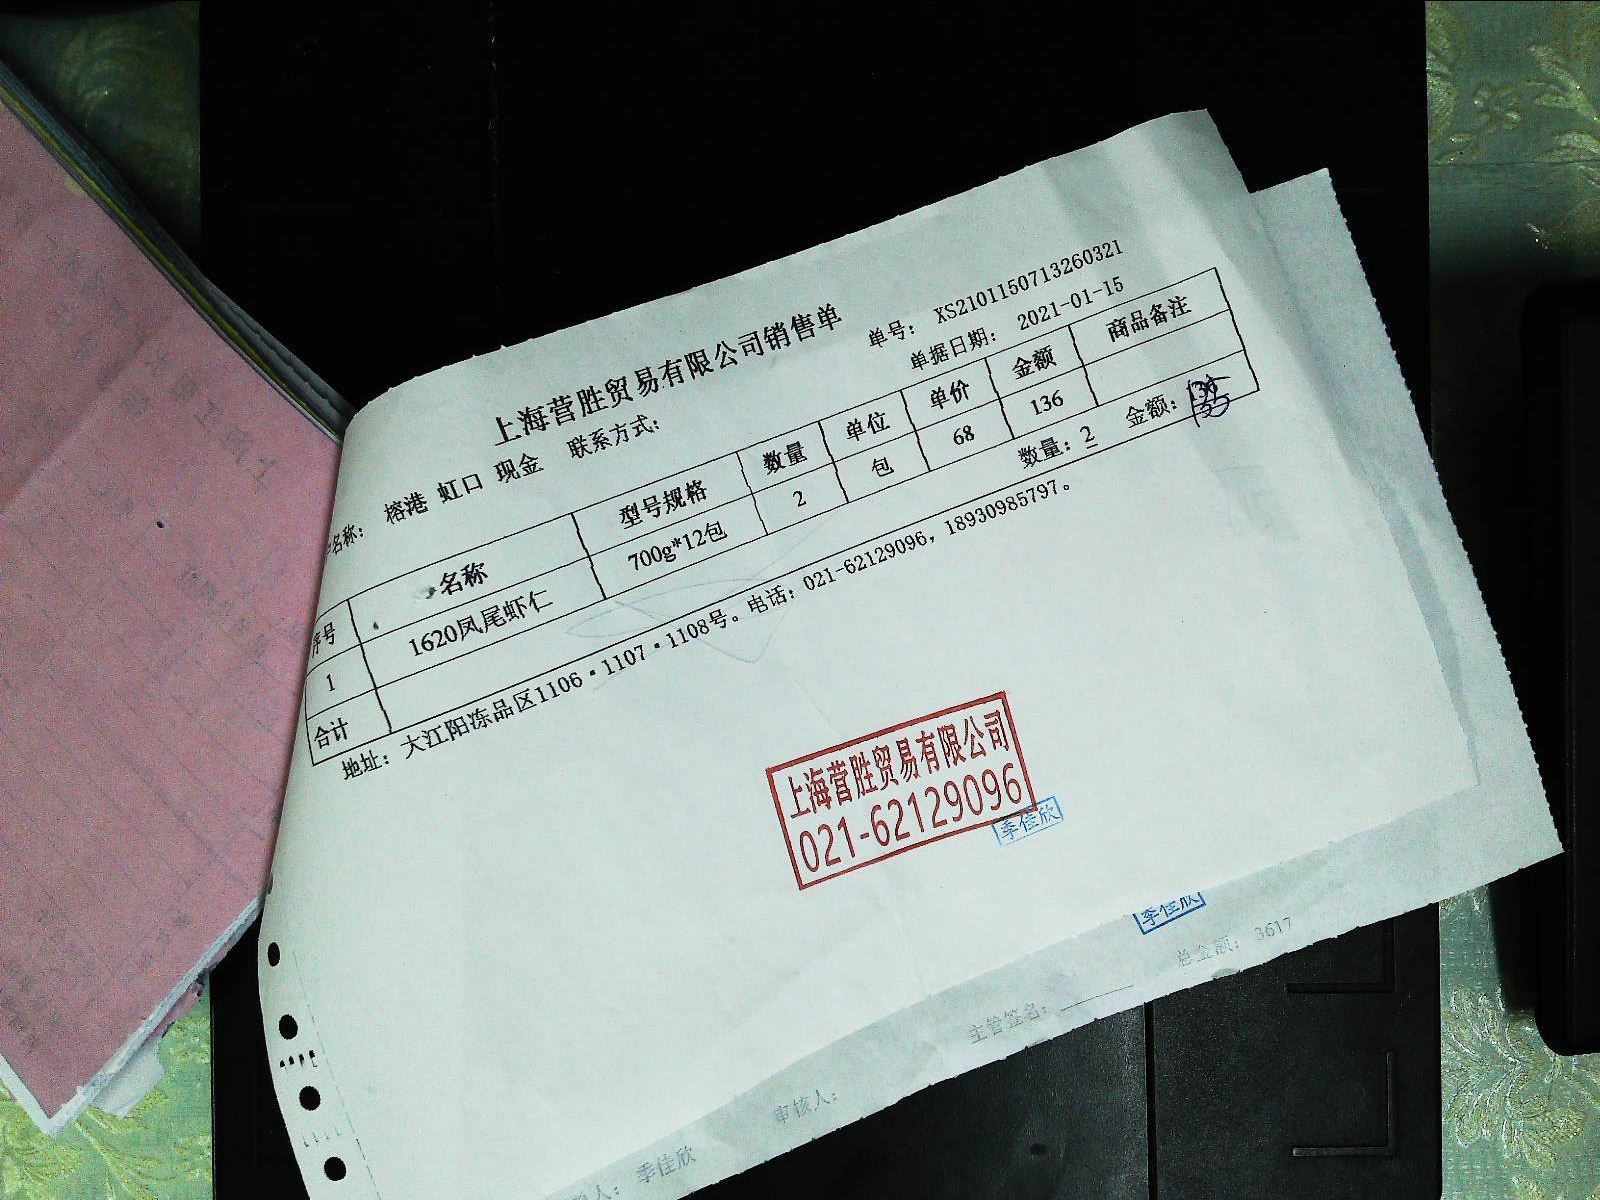 上海营胜贸易有限公司销售单
单号： XS2101150713260321
名称： 榕港 虹口 现金 联系方式：
单据日期： 2021-01-15
序号 名称 型号规格 数量 单位 单价 金额 商品备注
1 1620凤尾虾仁 700g*12包 2 包 68 136
合计 数量：2 金额：
地址： 大江阳冻品区1106·1107·1108号。电话：021-62129096，18930985797。
上海营胜贸易有限公司
021-62129096
季佳欣
季佳欣
总金额： 3617
主管签名：
审核人：
人： 季佳欣